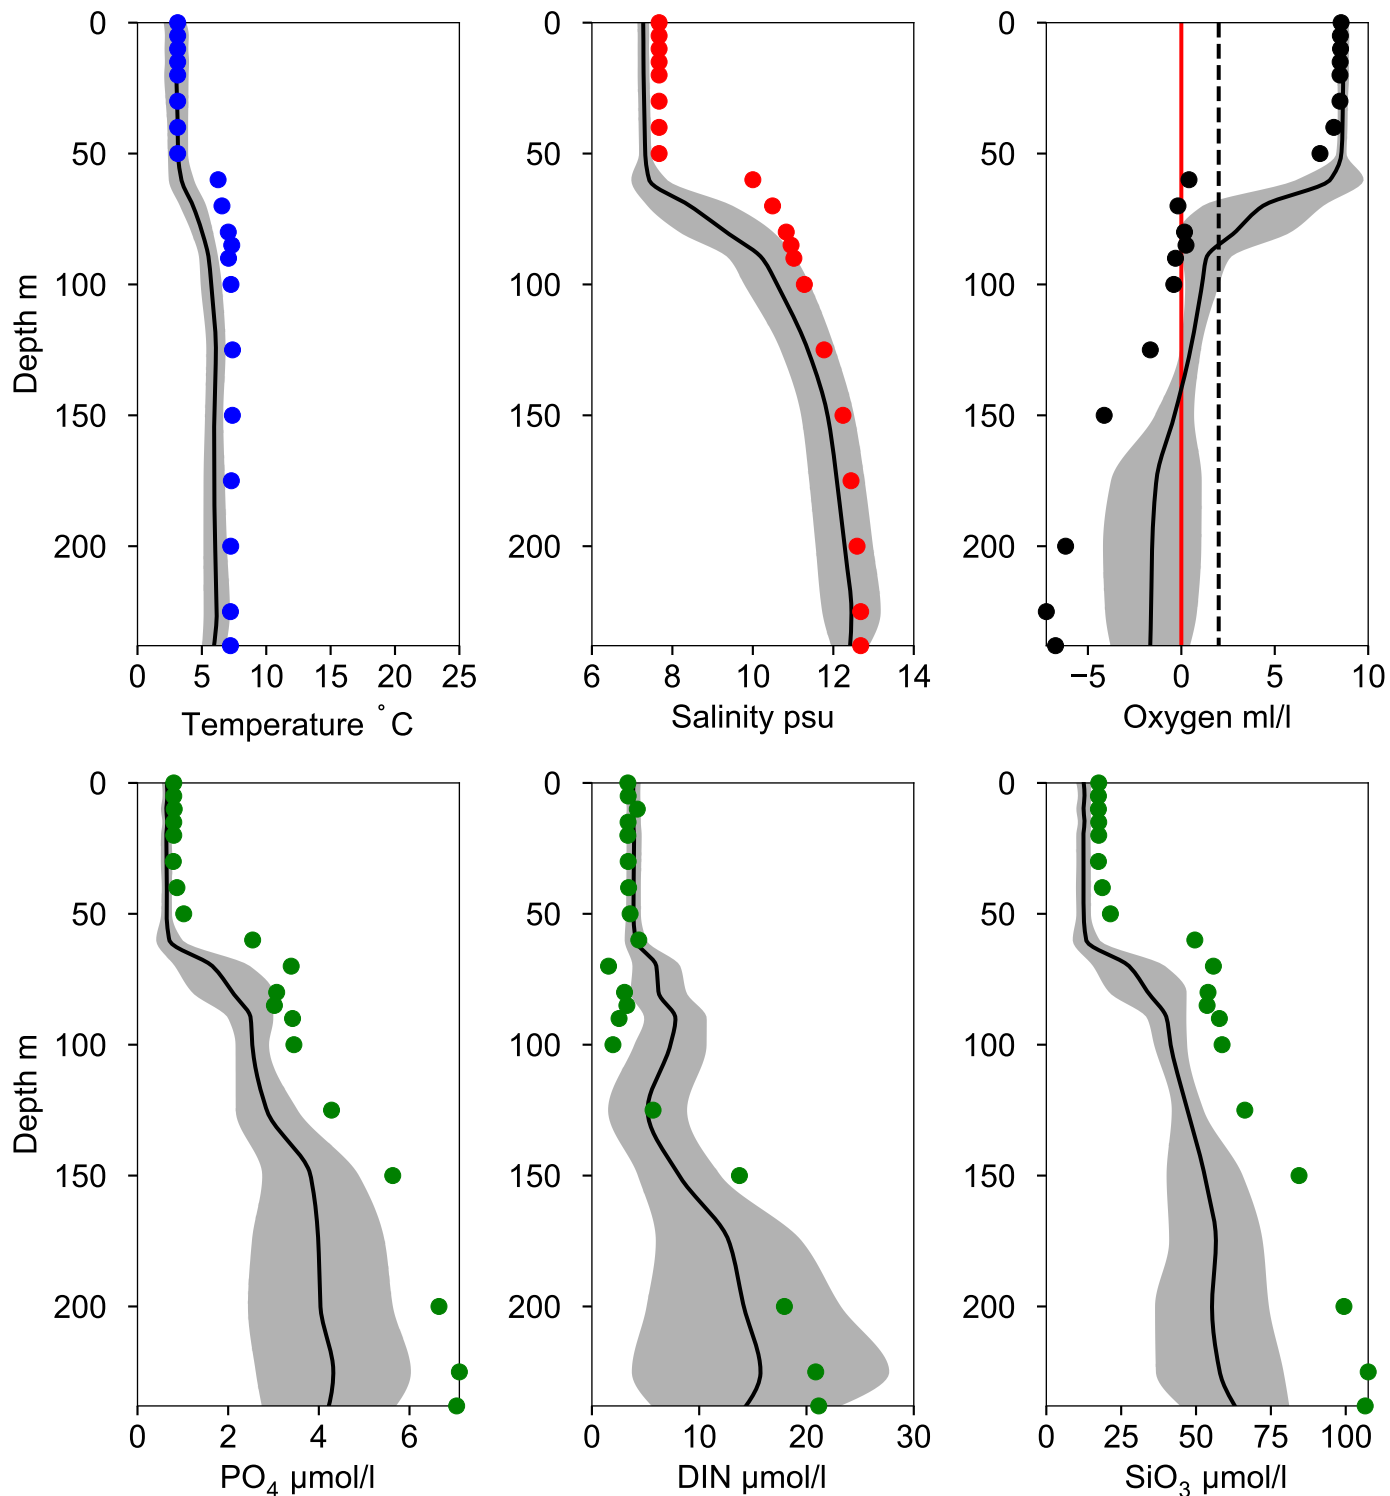 0
50
100
150
200
Depth m
0 5 10 15 20 25
Temperature °C
0
50
100
150
200
6 8 10 12 14
Salinity psu
0
50
100
150
200
−5 0 5 10
Oxygen ml/l
0
50
100
150
200
Depth m
0 2 4 6
PO₄ μmol/l
0
50
100
150
200
0 10 20 30
DIN μmol/l
0
50
100
150
200
0 25 50 75 100
SiO₃ μmol/l